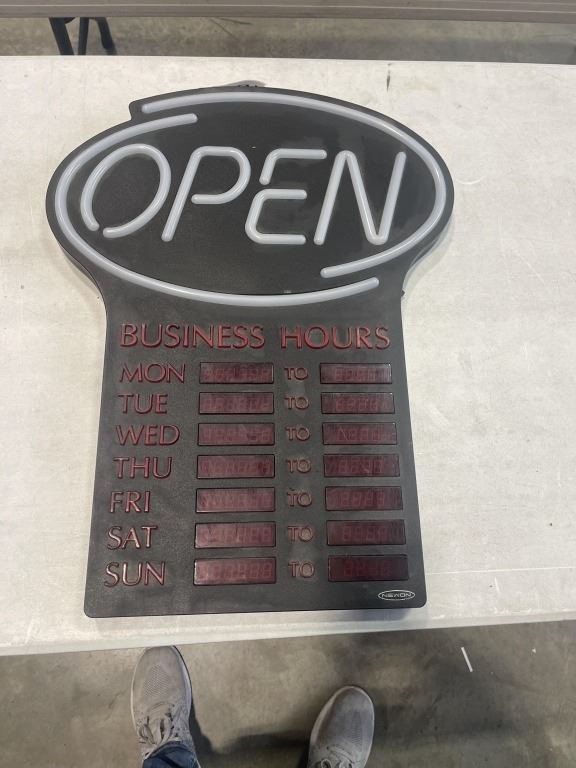 OPEN
BUSINESS HOURS
MON TO
TUE TO
WED TO
THU TO
FRI TO
SAT TO
SUN TO
NEWON